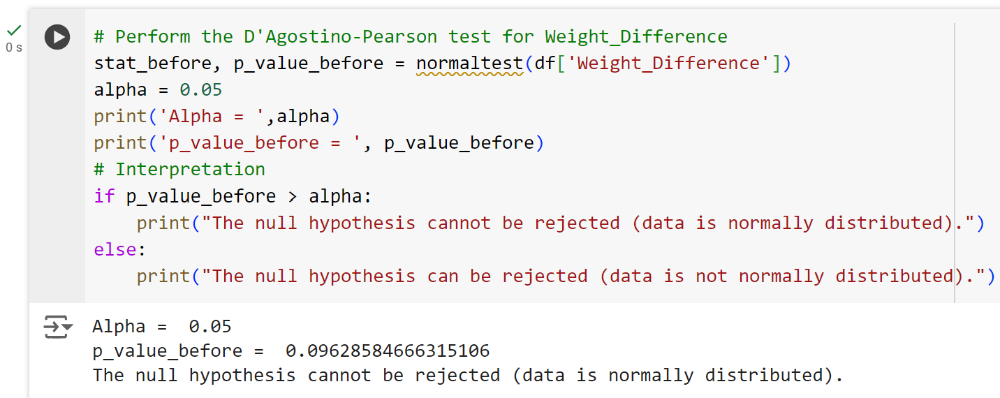 # Perform the D'Agostino-Pearson test for Weight_Difference
0 s
stat_before, p_value_before = normaltest(df['Weight_Difference'])
alpha = 0.05
print('Alpha = ',alpha)
print('p_value_before = ', p_value_before)
# Interpretation
if p_value_before > alpha:
    print("The null hypothesis cannot be rejected (data is normally distributed).")
else:
    print("The null hypothesis can be rejected (data is not normally distributed).")
Alpha =  0.05
p_value_before =  0.09628584666315106
The null hypothesis cannot be rejected (data is normally distributed).